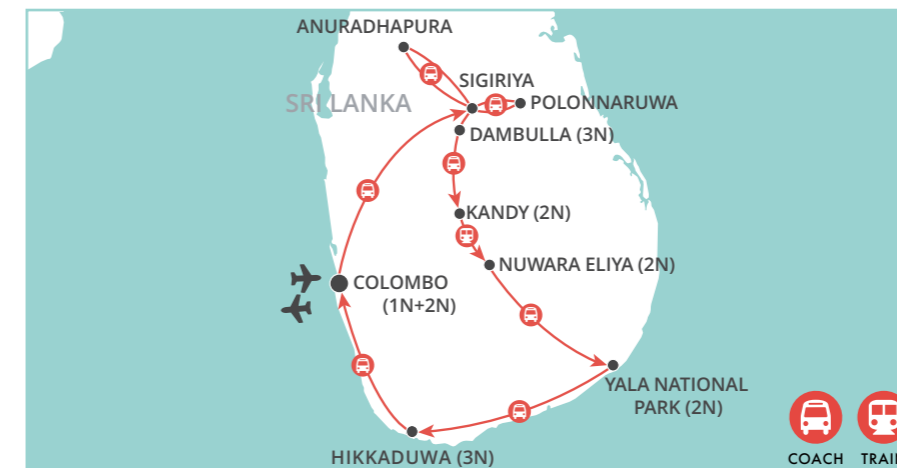 ANURADHAPURA
SIGIRIYA
SRI LANKA
POLONNARUWA
DAMBULLA (3N)
KANDY (2N)
NUWARA ELIYA (2N)
COLOMBO
(1N+2N)
YALA NATIONAL
PARK (2N)
HIKKADUWA (3N)
COACH